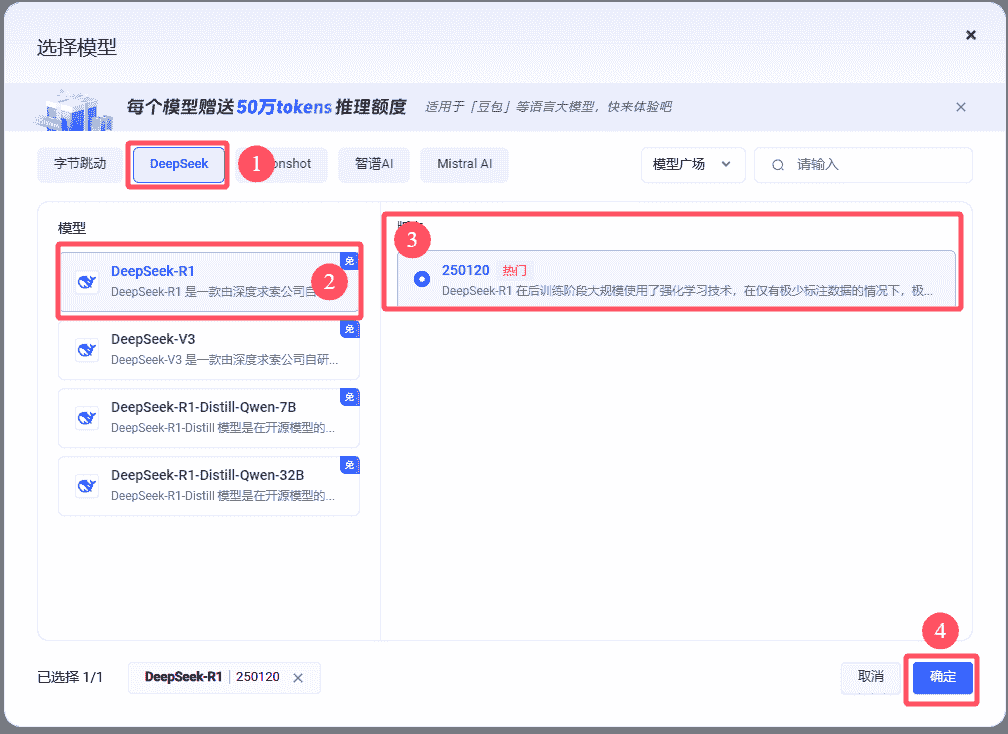 选择模型
每个模型赠送50万tokens推理额度 适用于「豆包」等语言大模型，快来体验吧
字节跳动 DeepSeek 1 onshot 智谱AI Mistral AI 模型广场 请输入
模型
3
免
DeepSeek-R1
DeepSeek-R1 是一款由深度求索公司自
2
250120 热门
DeepSeek-R1 在后训练阶段大规模使用了强化学习技术，在仅有极少标注数据的情况下，极...
免
DeepSeek-V3
DeepSeek-V3 是一款由深度求索公司自研...
免
DeepSeek-R1-Distill-Qwen-7B
DeepSeek-R1-Distill 模型是在开源模型的...
免
DeepSeek-R1-Distill-Qwen-32B
DeepSeek-R1-Distill 模型是在开源模型的...
4
已选择 1/1 DeepSeek-R1 250120 取消 确定